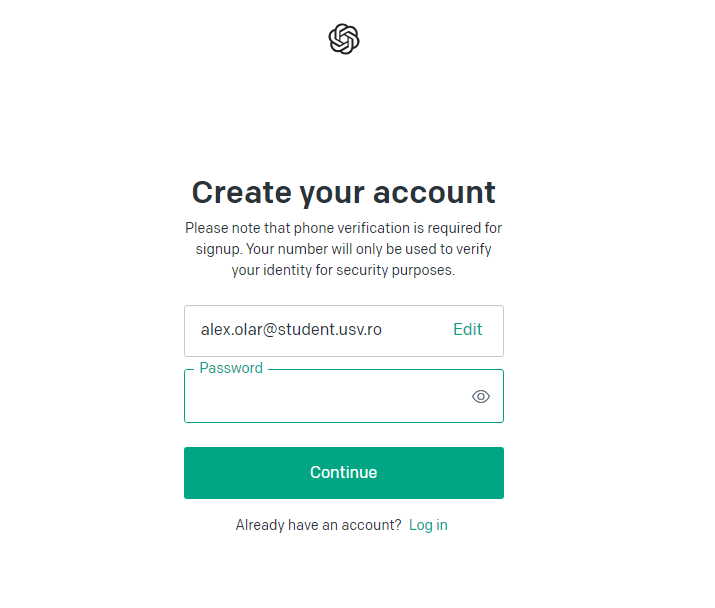 Create your account
Please note that phone verification is required for
signup. Your number will only be used to verify
your identity for security purposes.
alex.olar@student.usv.ro Edit
Password
Continue
Already have an account? Log in